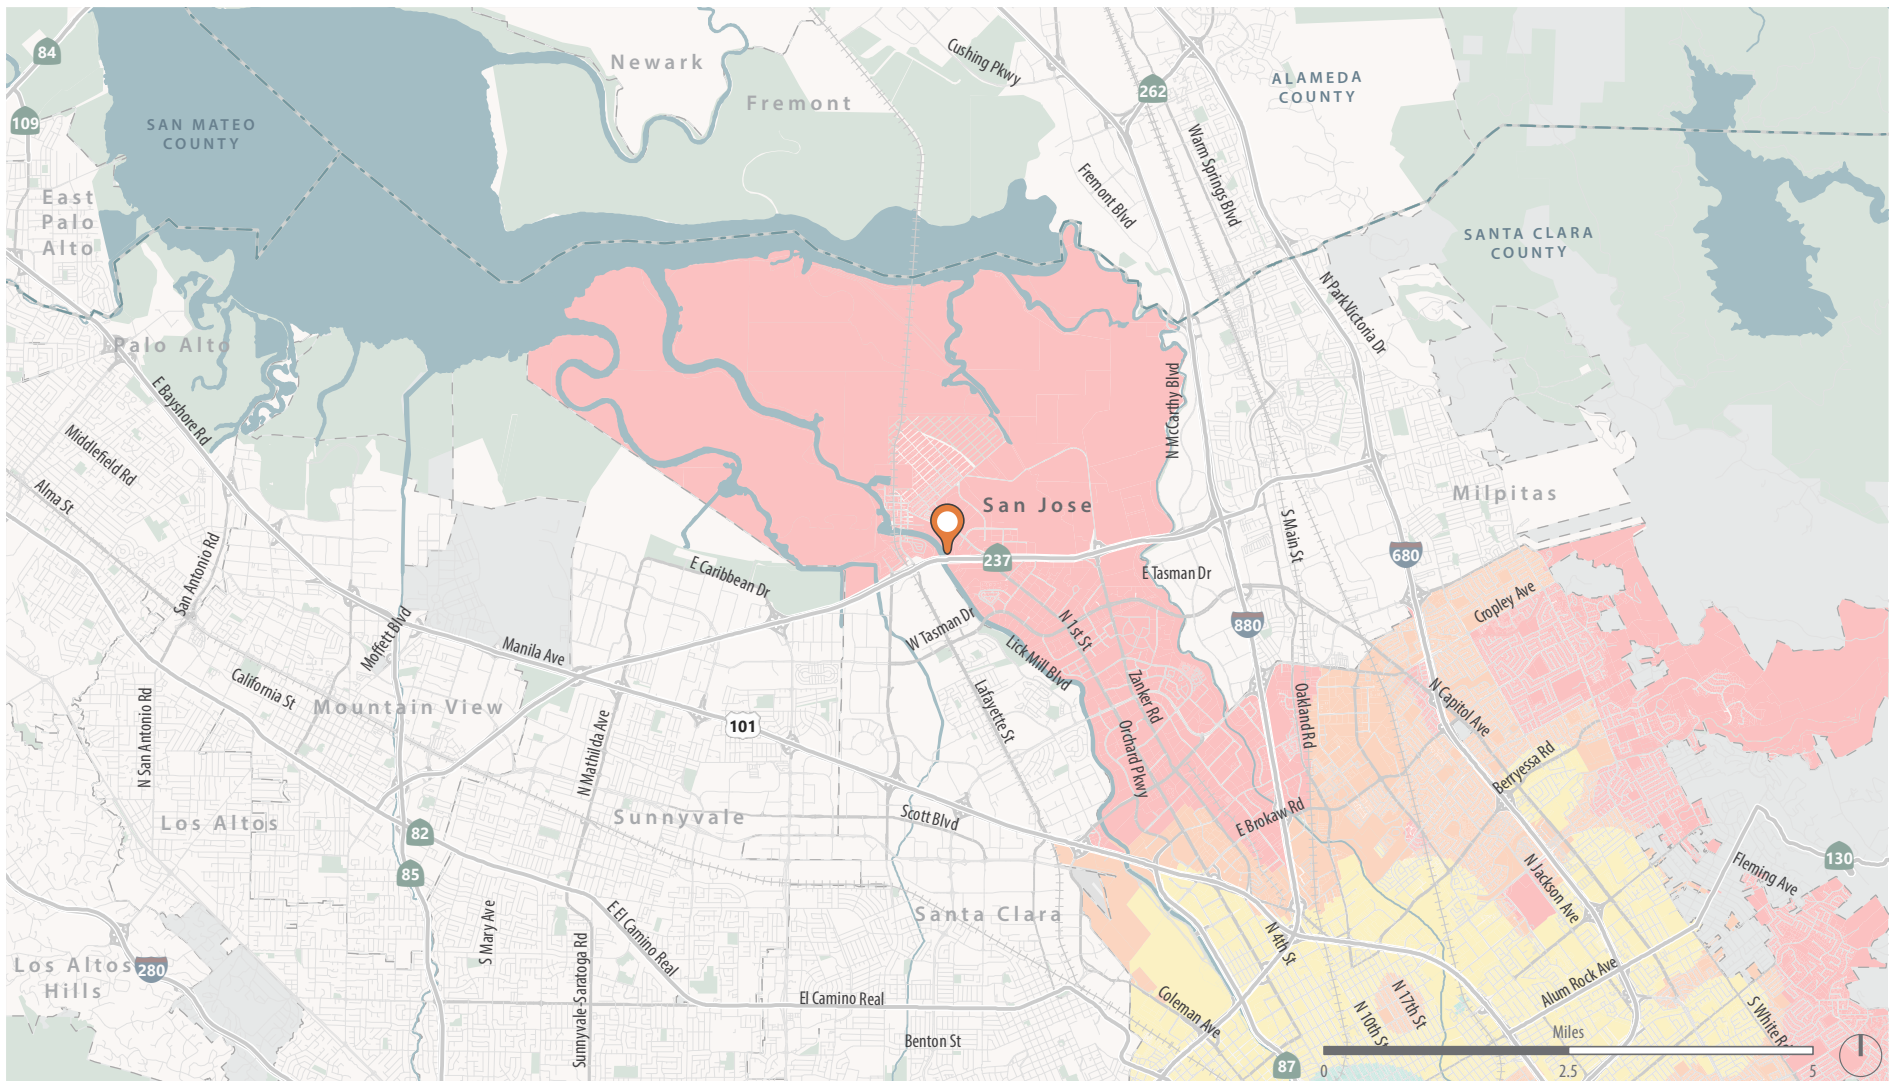 84
Newark
Cushing Pkwy
262
ALAMEDA
COUNTY
Fremont
109
SAN MATEO
COUNTY
Warm Springs Blvd
East
Palo
Alto
Fremont Blvd
SANTA CLARA
COUNTY
N Park Victoria Dr
Palo Alto
E Bayshore Rd
N McCarthy Blvd
Middlefield Rd
Alma St
San Jose
Milpitas
S Main St
237
680
San Antonio Rd
E Caribbean Dr
E Tasman Dr
Cropley Ave
Moffett Blvd
W Tasman Dr
N 1st St
880
Manila Ave
Lick Mill Blvd
California St
N San Antonio Rd
Mountain View
101
Lafayette St
Zanker Rd
Oakland Rd
N Capitol Ave
N Mathilda Ave
Orchard Pkwy
Berryessa Rd
Los Altos
82
Sunnyvale
Scott Blvd
E Brokaw Rd
85
130
Fleming Ave
N Jackson Ave
Santa Clara
S Mary Ave
Sunnyvale-Saratoga Rd
E El Camino Real
N 4th St
Los Altos
Hills
280
El Camino Real
Alum Rock Ave
Coleman Ave
N 17th St
N 10th St
S White Rd
Benton St
Miles
87
0
2.5
5